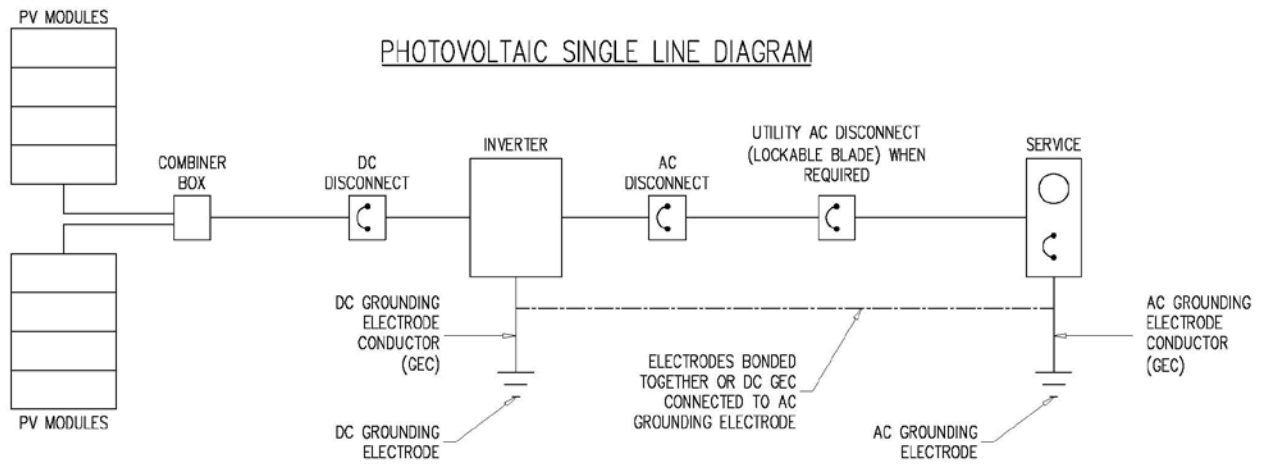 PV MODULES
PHOTOVOLTAIC SINGLE LINE DIAGRAM
COMBINER
BOX
DC
DISCONNECT
INVERTER
AC
DISCONNECT
UTILITY AC DISCONNECT
(LOCKABLE BLADE) WHEN
REQUIRED
SERVICE
DC GROUNDING
ELECTRODE
CONDUCTOR
(GEC)
ELECTRODES BONDED
TOGETHER OR DC GEC
CONNECTED TO AC
GROUNDING ELECTRODE
AC GROUNDING
ELECTRODE
CONDUCTOR
(GEC)
PV MODULES
DC GROUNDING
ELECTRODE
AC GROUNDING
ELECTRODE